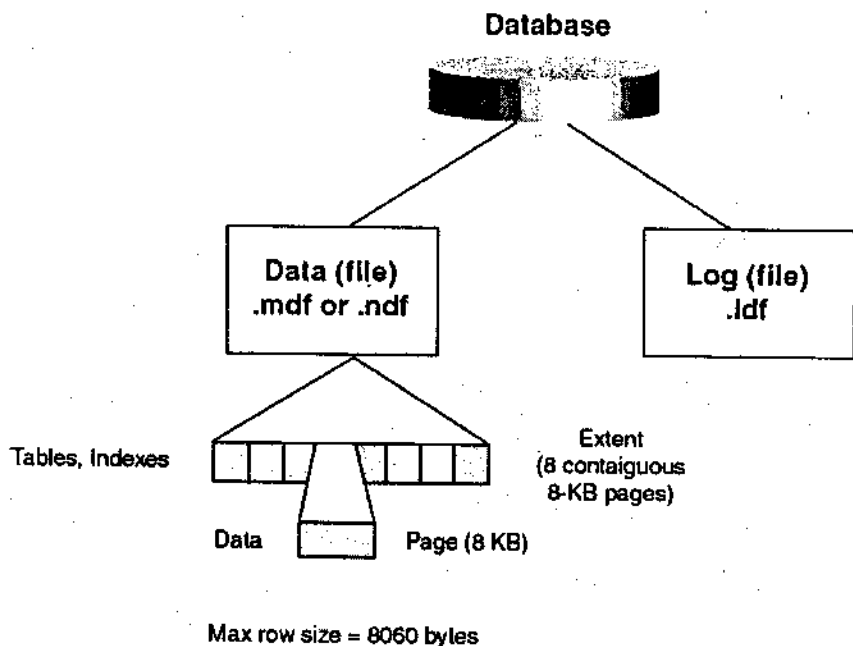 Database
Data (file)
.mdf or .ndf
Log (file)
.ldf
Tables, Indexes
Extent
(8 contaiguous
8-KB pages)
Data
Page (8 KB)
Max row size = 8060 byles